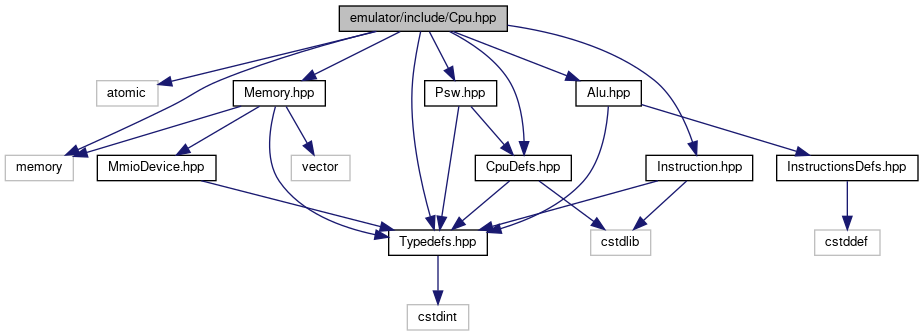 emulator/include/Cpu.hpp
atomic
Memory.hpp
Psw.hpp
Alu.hpp
memory
MmioDevice.hpp
vector
CpuDefs.hpp
Instruction.hpp
InstructionsDefs.hpp
Typedefs.hpp
cstdlib
cstddef
cstdint